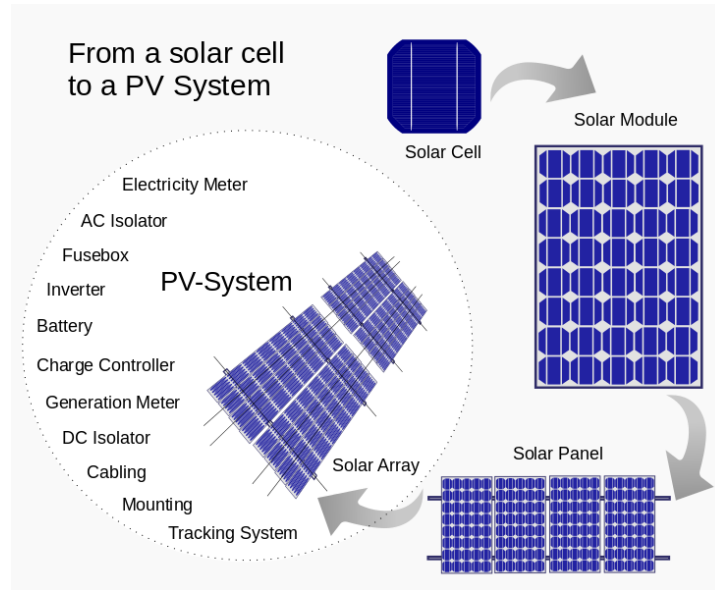 From a solar cell
to a PV System
Solar Cell
Solar Module
Electricity Meter
AC Isolator
Fusebox
PV-System
Inverter
Battery
Charge Controller
Generation Meter
DC Isolator
Cabling
Mounting
Tracking System
Solar Array
Solar Panel